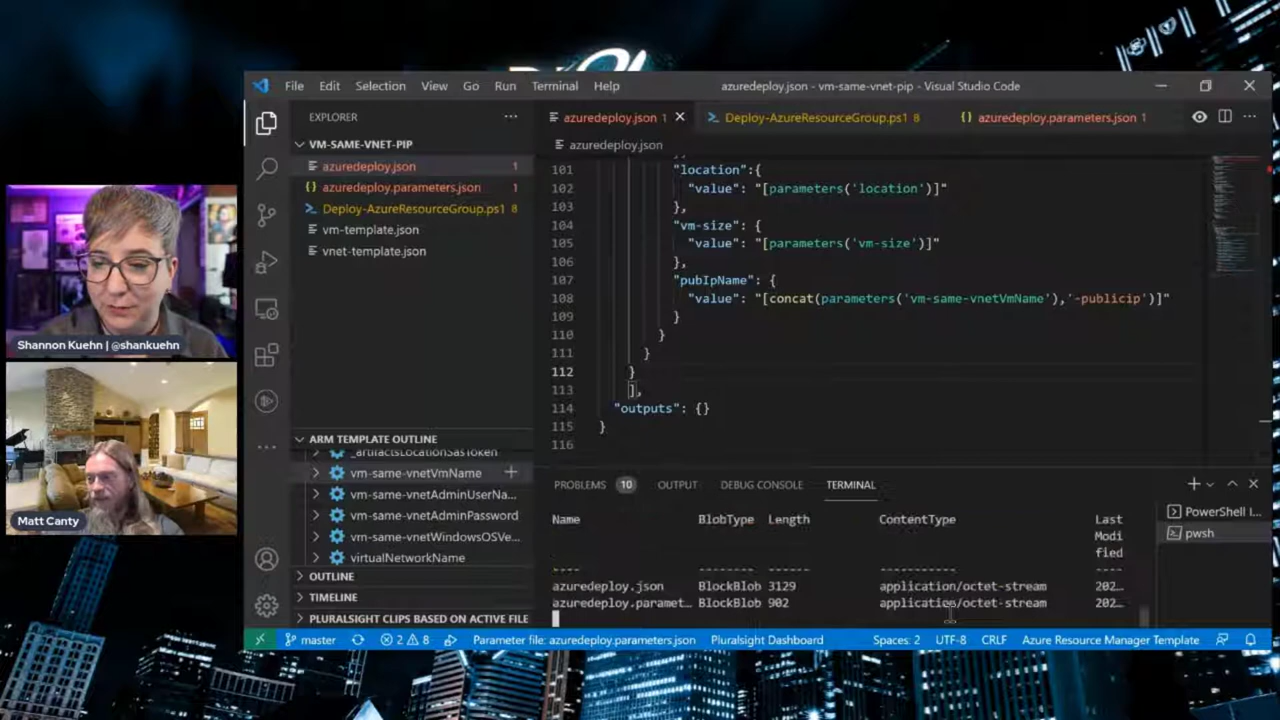 File Edit Selection View Go Run Terminal Help
azuredeploy.json - vm-same-vnet-pip - Visual Studio Code
EXPLORER
VM-SAME-VNET-PIP
azuredeploy.json 1
azuredeploy.parameters.json 1
Deploy-AzureResourceGroup.ps1 8
vm-template.json
vnet-template.json
ARM TEMPLATE OUTLINE
_artifactsLocationSasToken
vm-same-vnetVmName
vm-same-vnetAdminUserNa...
vm-same-vnetAdminPassword
vm-same-vnetWindowsOSVe...
virtualNetworkName
OUTLINE
TIMELINE
PLURALSIGHT CLIPS BASED ON ACTIVE FILE
azuredeploy.json 1
Deploy-AzureResourceGroup.ps1 8
{} azuredeploy.parameters.json 1
azuredeploy.json
101 "location":{
102 "value": "[parameters('location')]"
103 },
104 "vm-size": {
105 "value": "[parameters('vm-size')]"
106 },
107 "pubIpName": {
108 "value": "[concat(parameters('vm-same-vnetVmName'),'-publicip')]"
109 }
110 }
111 }
112 }
113 ],
114 "outputs": {}
115 }
116
PROBLEMS 10 OUTPUT DEBUG CONSOLE TERMINAL
Name BlobType Length ContentType Last
Modi
fied
---- -------- ------ ----------- ----
azuredeploy.json BlockBlob 3129 application/octet-stream 202…
azuredeploy.paramet… BlockBlob 902 application/octet-stream 202…
PowerShell I...
pwsh
master 2 8 Parameter file: azuredeploy.parameters.json Pluralsight Dashboard Spaces: 2 UTF-8 CRLF Azure Resource Manager Template
Shannon Kuehn | @shankuehn
Matt Canty